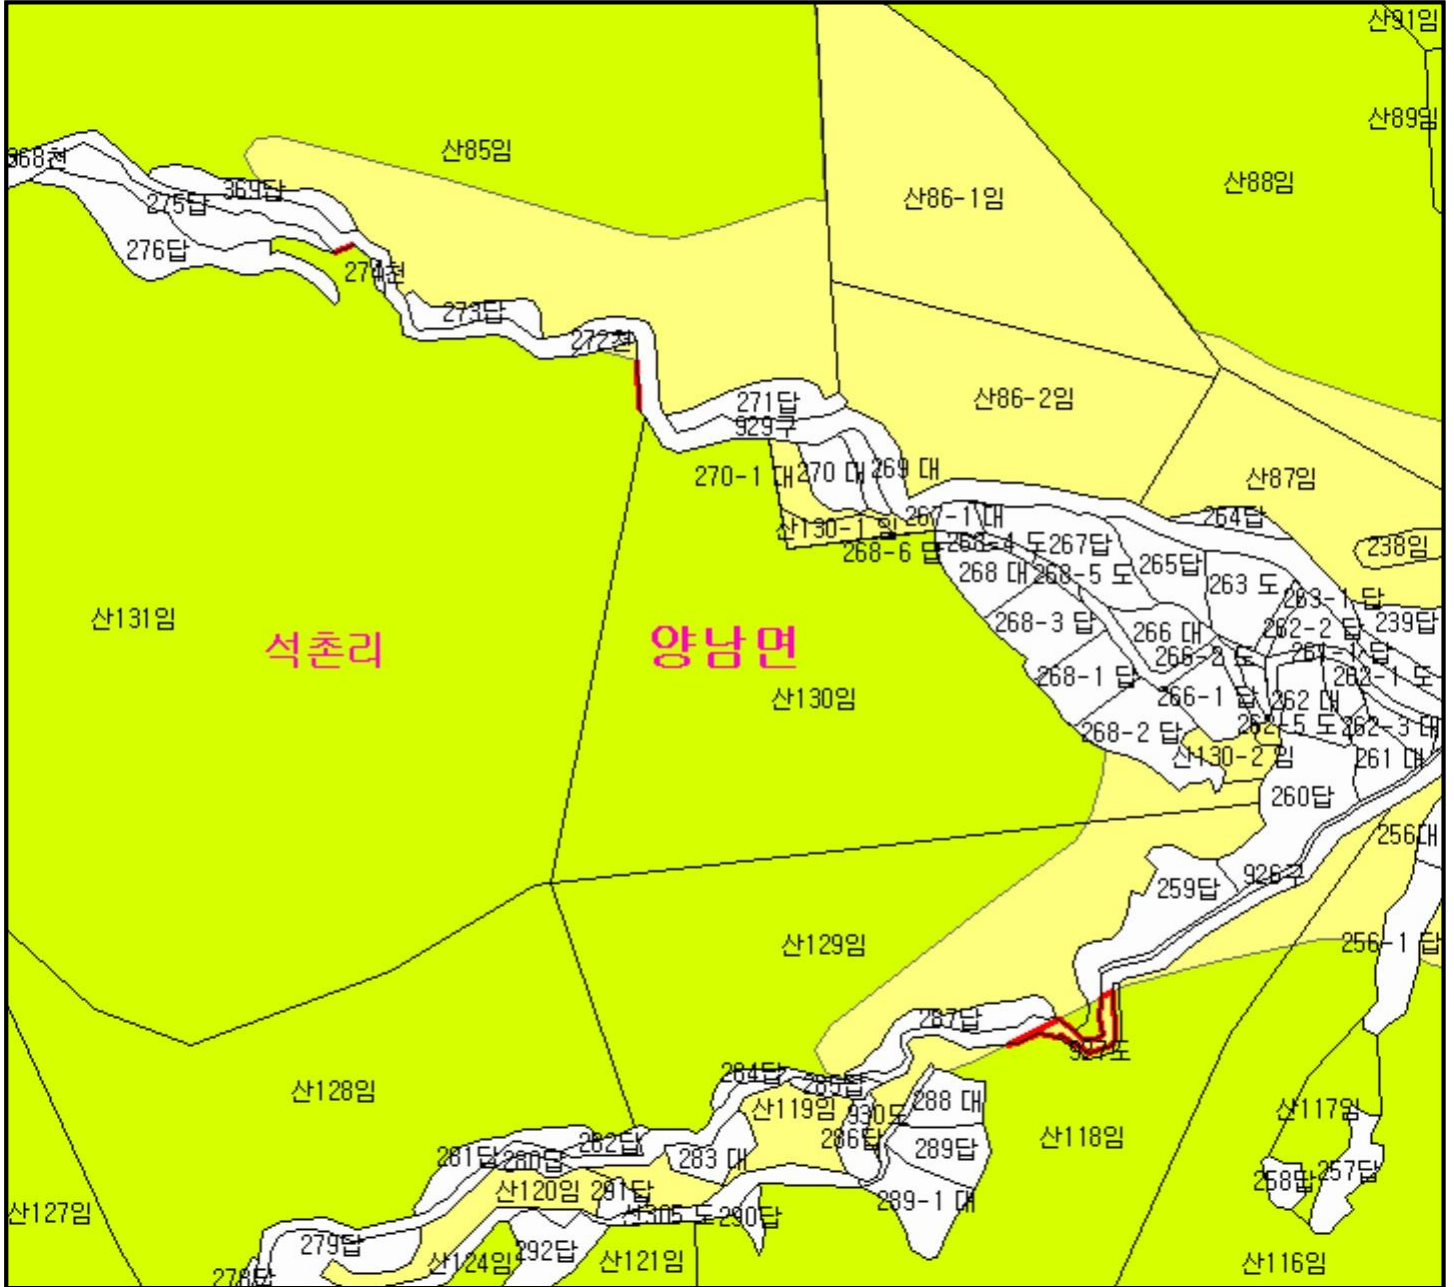 산91임
산89임
산85임
산88임
368천
369답
산86-1임
275답
276답
274천
273답
272천
271답
산86-2임
929구
270-1 대
270 대
269 대
산87임
267-1 대
264답
산130-1 임
268-4 도
267답
238임
268-6 답
265답
268 대
268-5 도
263 도
263-1 답
산131임
268-3 답
266 대
262-2 답
239답
석촌리
양남면
266-2 도
261-1 답
262-1 도
268-1 답
266-1 답
262 대
산130임
268-2 답
262-5 도
262-3 대
산130-2 임
261 대
260답
256대
926구
259답
산129임
256-1 답
287답
927도
284답
285답
산128임
산119임
930도
288 대
산117임
286답
산118임
282답
281답
280답
283 대
289답
257답
258답
산120임
291답
289-1 대
산127임
산305 도
290답
279답
292답
산124임
산121임
산116임
278답